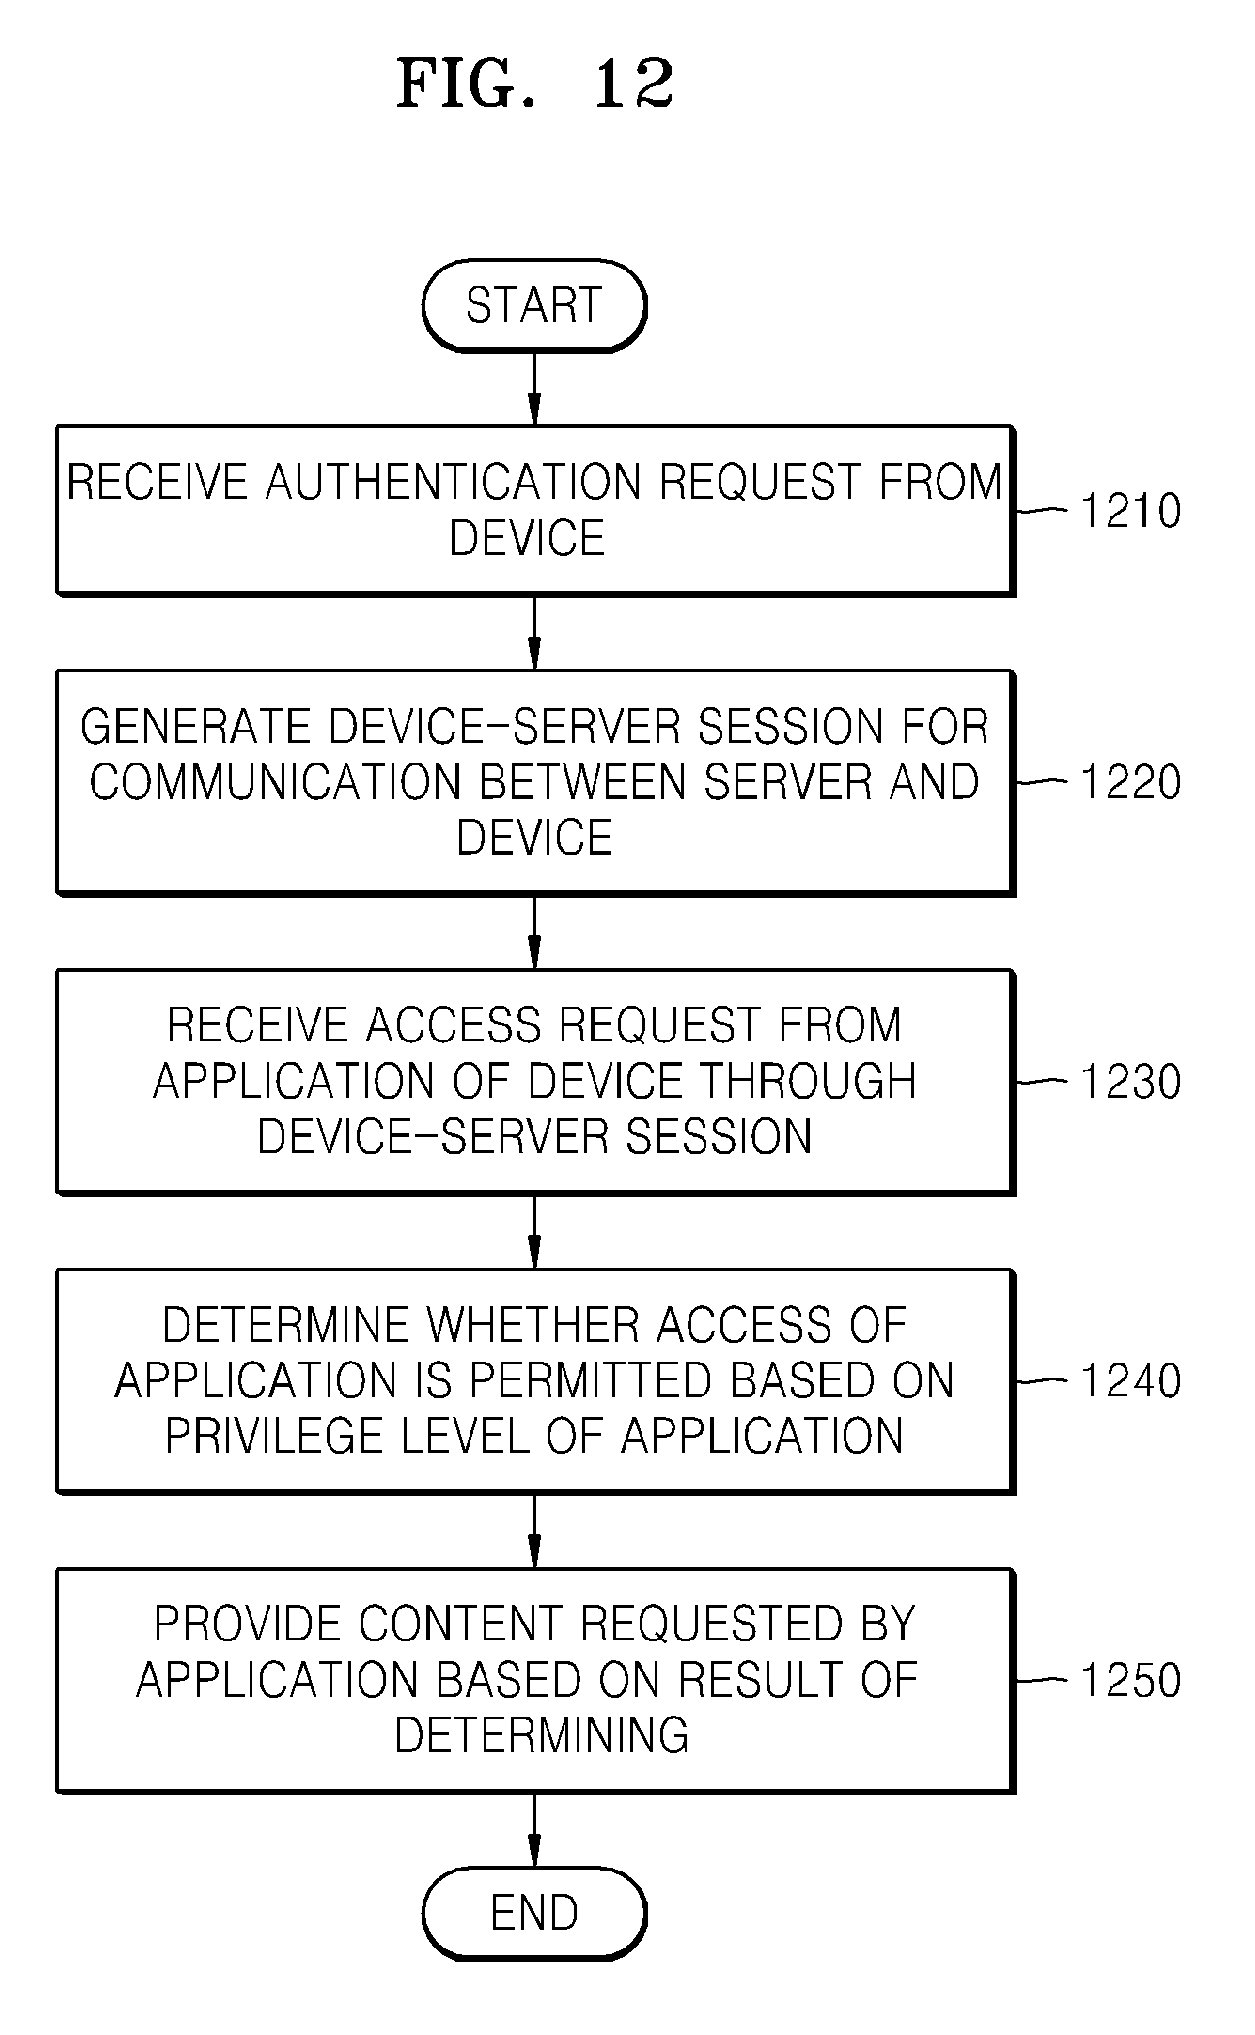 FIG. 12
START
RECEIVE AUTHENTICATION REQUEST FROM
DEVICE
1210
GENERATE DEVICE-SERVER SESSION FOR
COMMUNICATION BETWEEN SERVER AND
DEVICE
1220
RECEIVE ACCESS REQUEST FROM
APPLICATION OF DEVICE THROUGH
DEVICE-SERVER SESSION
1230
DETERMINE WHETHER ACCESS OF
APPLICATION IS PERMITTED BASED ON
PRIVILEGE LEVEL OF APPLICATION
1240
PROVIDE CONTENT REQUESTED BY
APPLICATION BASED ON RESULT OF
DETERMINING
1250
END